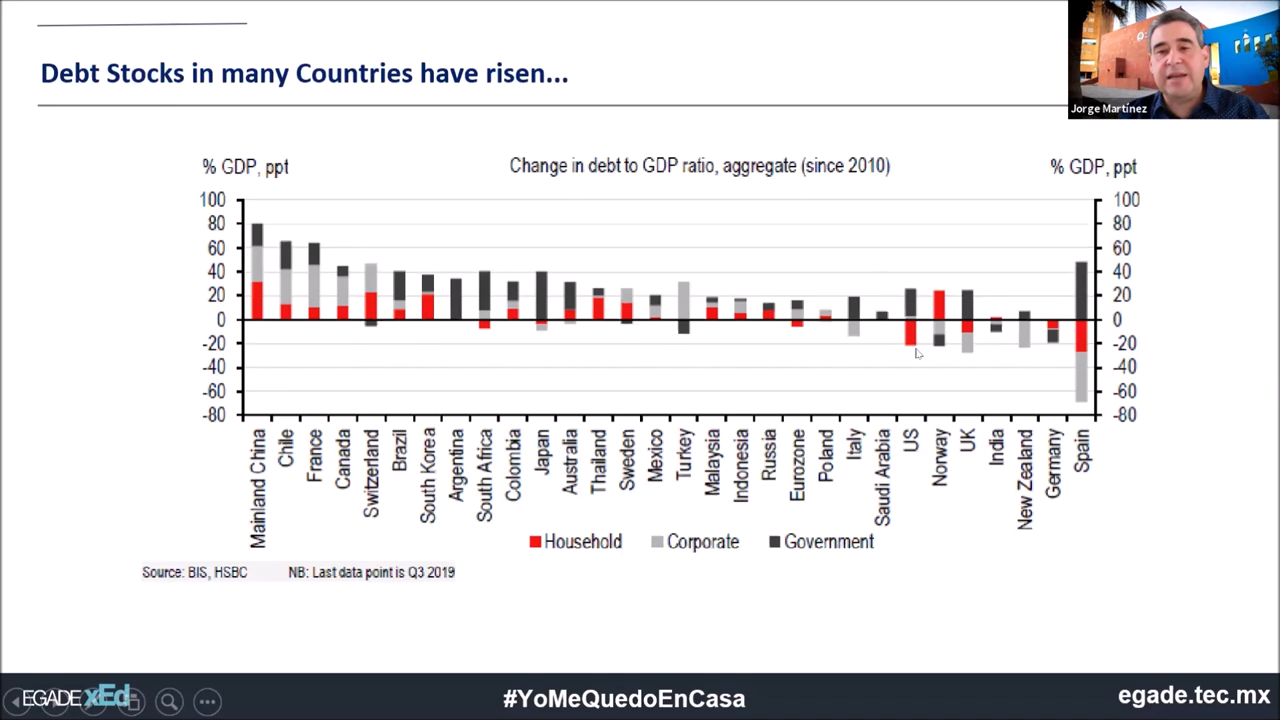 Debt Stocks in many Countries have risen...
Jorge Martínez
% GDP, ppt
Change in debt to GDP ratio, aggregate (since 2010)
% GDP, ppt
100
80
60
40
20
0
-20
-40
-60
-80
100
80
60
40
20
0
-20
-40
-60
-80
Mainland China
Chile
France
Canada
Switzerland
Brazil
South Korea
Argentina
South Africa
Colombia
Japan
Australia
Thailand
Sweden
Mexico
Turkey
Malaysia
Indonesia
Russia
Eurozone
Poland
Italy
Saudi Arabia
US
Norway
UK
India
New Zealand
Germany
Spain
Household
Corporate
Government
Source: BIS, HSBC
NB: Last data point is Q3 2019
EGADE xEd
#YoMeQuedoEnCasa
egade.tec.mx